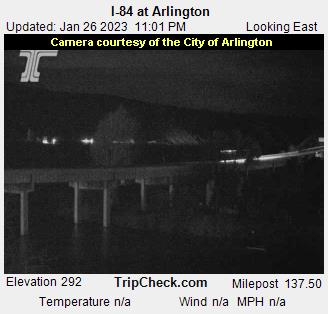 I-84 at Arlington
Updated: Jan 26 2023 11:01 PM Looking East
Camera courtesy of the City of Arlington
Elevation 292 TripCheck.com Milepost 137.50
Temperature n/a Wind n/a MPH n/a